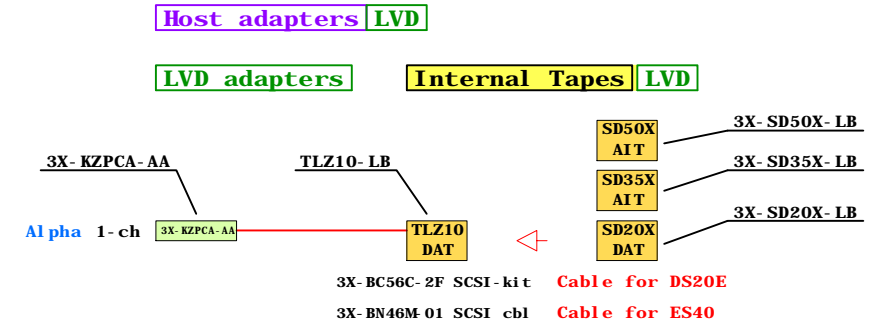 Host adapters LVD
LVD adapters Internal Tapes LVD
3X-SD50X-LB
SD50X
AIT
3X-KZPCA-AA TLZ10-LB 3X-SD35X-LB
SD35X
AIT
3X-SD20X-LB
Alpha 1-ch 3X-KZPCA-AA TLZ10 SD20X
DAT DAT
3X-BC56C-2F SCSI-kit Cable for DS20E
3X-BN46M-01 SCSI cbl Cable for ES40